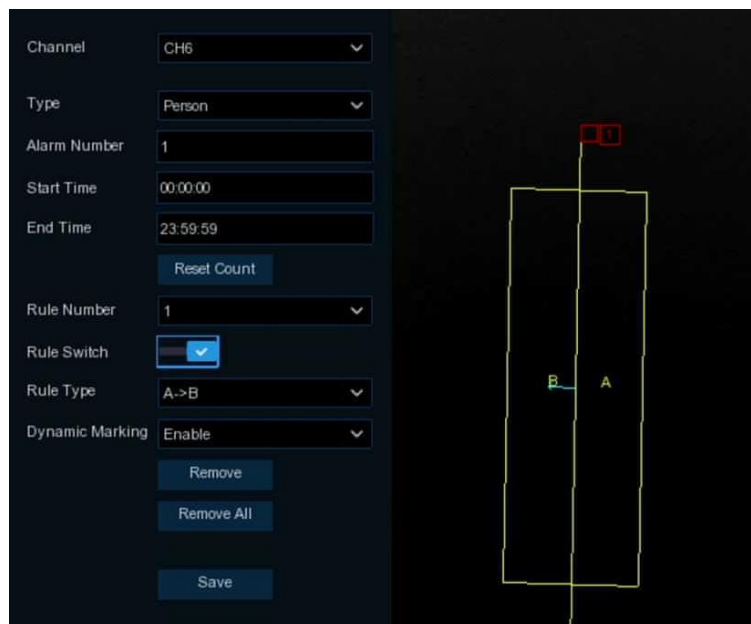 Channel
CH6
Type
Person
Alarm Number
1
Start Time
00:00:00
End Time
23:59:59
Reset Count
Rule Number
1
Rule Switch
Rule Type
A->B
Dynamic Marking
Enable
Remove
Remove All
Save
1
B
A